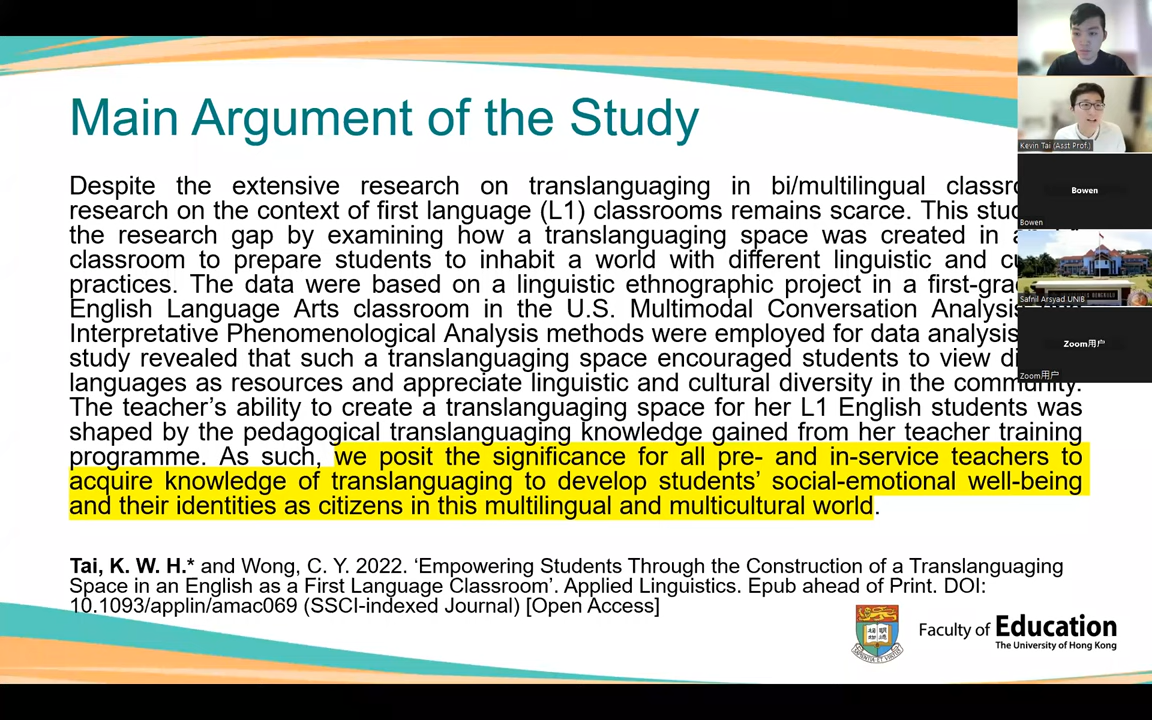 Main Argument of the Study
Despite the extensive research on translanguaging in bi/multilingual
research on the context of first language (L1) classrooms remains scarce. This
the research gap by examining how a translanguaging space was created in
classroom to prepare students to inhabit a world with different linguistic and
practices. The data were based on a linguistic ethnographic project in a
English Language Arts classroom in the U.S. Multimodal Conversation
Interpretative Phenomenological Analysis methods were employed for data analysis
study revealed that such a translanguaging space encouraged students to view
languages as resources and appreciate linguistic and cultural diversity in the community.
The teacher’s ability to create a translanguaging space for her L1 English students was
shaped by the pedagogical translanguaging knowledge gained from her teacher training
programme. As such, we posit the significance for all pre- and in-service teachers to
acquire knowledge of translanguaging to develop students’ social-emotional well-being
and their identities as citizens in this multilingual and multicultural world.
Tai, K. W. H.* and Wong, C. Y. 2022. ‘Empowering Students Through the Construction of a Translanguaging
Space in an English as a First Language Classroom’. Applied Linguistics. Epub ahead of Print. DOI:
10.1093/applin/amac069 (SSCI-indexed Journal) [Open Access]
Faculty of Education
The University of Hong Kong
Kevin Tai (Asst Prof.)
Bowen
Bowen
Safnil Arsyad UNIB
Zoom用户
Zoom用户